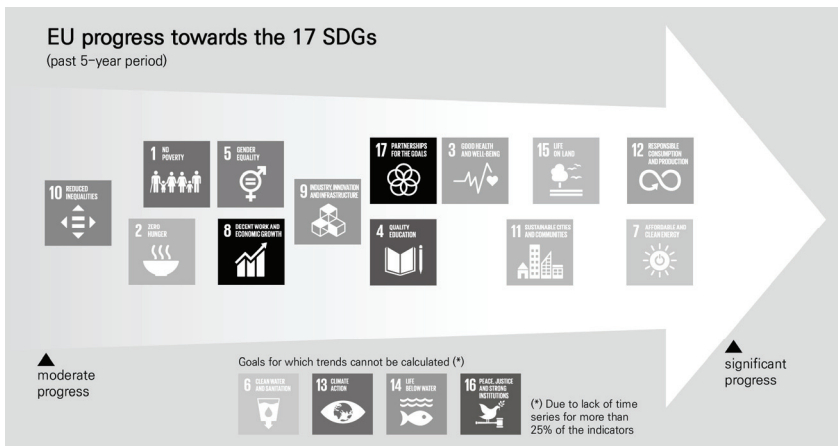 EU progress towards the 17 SDGs
(past 5-year period)
10 REDUCED
INEQUALITIES
1 NO
POVERTY
2 ZERO
HUNGER
5 GENDER
EQUALITY
8 DECENT WORK AND
ECONOMIC GROWTH
9 INDUSTRY, INNOVATION
AND INFRASTRUCTURE
17 PARTNERSHIPS
FOR THE GOALS
4 QUALITY
EDUCATION
3 GOOD HEALTH
AND WELL-BEING
15 LIFE
ON LAND
11 SUSTAINABLE CITIES
AND COMMUNITIES
12 RESPONSIBLE
CONSUMPTION
AND PRODUCTION
7 AFFORDABLE AND
CLEAN ENERGY
moderate
progress
significant
progress
Goals for which trends cannot be calculated (*)
6 CLEAN WATER
AND SANITATION
13 CLIMATE
ACTION
14 LIFE
BELOW WATER
16 PEACE, JUSTICE
AND STRONG
INSTITUTIONS
(*) Due to lack of time
series for more than
25% of the indicators